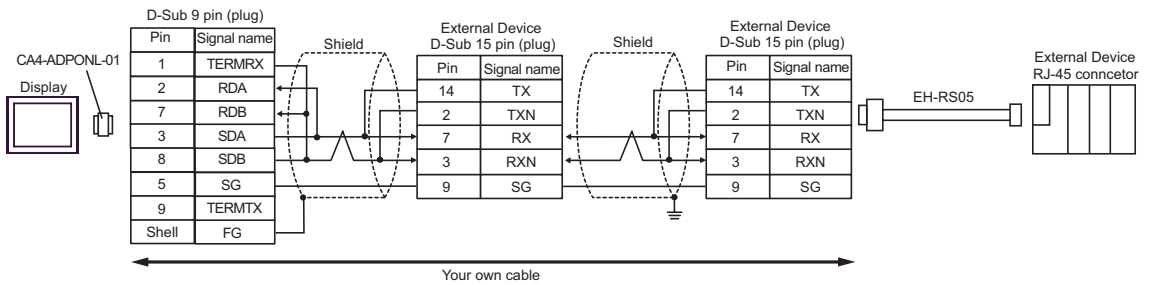 D-Sub 9 pin (plug)
Pin Signal name
1 TERMRX
2 RDA
7 RDB
3 SDA
8 SDB
5 SG
9 TERMTX
Shell FG
CA4-ADPONL-01
Display
Shield
External Device
D-Sub 15 pin (plug)
Pin Signal name
14 TX
2 TXN
7 RX
3 RXN
9 SG
Shield
External Device
D-Sub 15 pin (plug)
Pin Signal name
14 TX
2 TXN
7 RX
3 RXN
9 SG
EH-RS05
External Device
RJ-45 conncetor
Your own cable